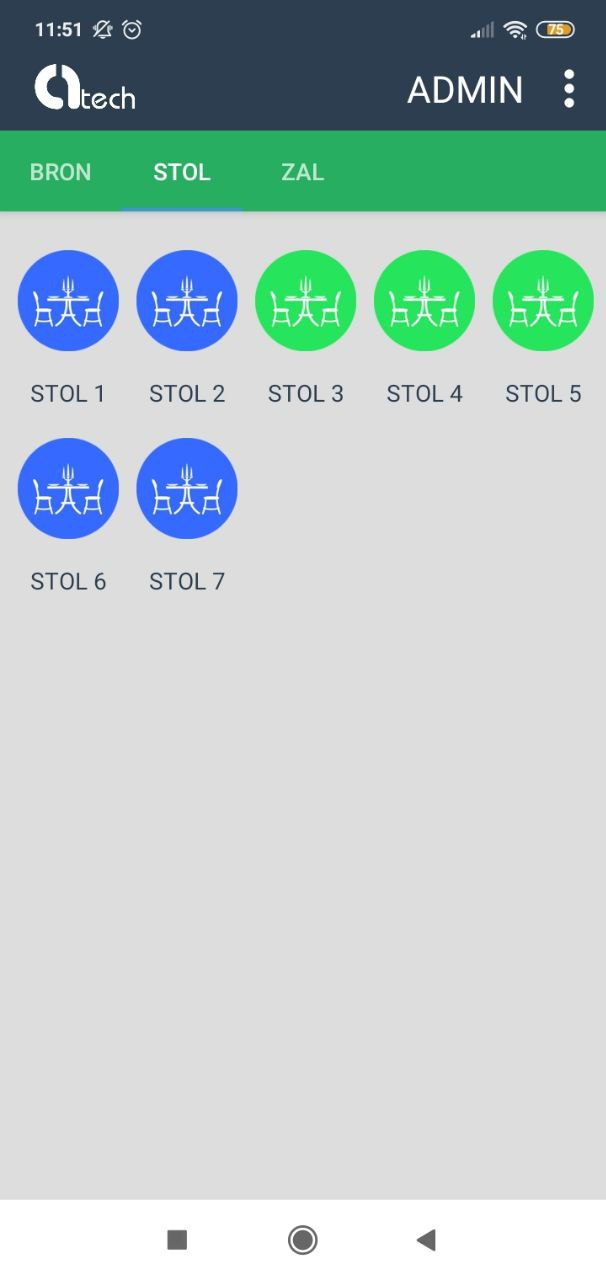 11:51 75
atech ADMIN
BRON STOL ZAL
STOL 1 STOL 2 STOL 3 STOL 4 STOL 5
STOL 6 STOL 7